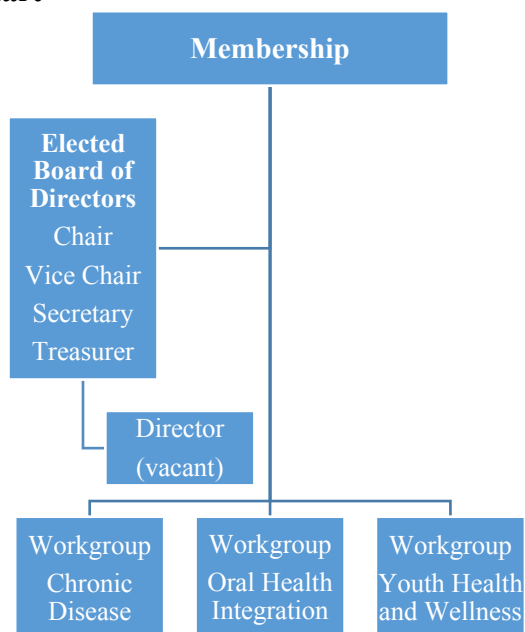 Membership
Elected
Board of
Directors
Chair
Vice Chair
Secretary
Treasurer
Director
(vacant)
Workgroup
Chronic
Disease
Workgroup
Oral Health
Integration
Workgroup
Youth Health
and Wellness